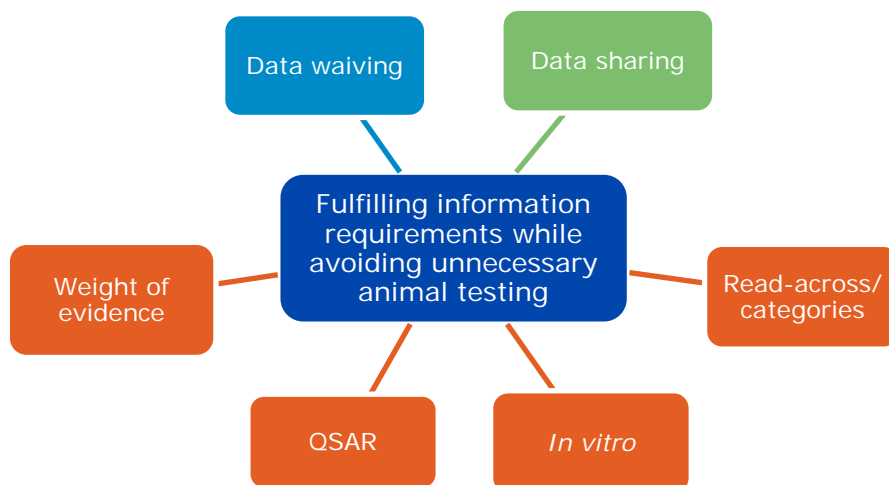 Data waiving
Data sharing
Fulfilling information
requirements while
avoiding unnecessary
animal testing
Weight of
evidence
Read-across/
categories
QSAR
In vitro